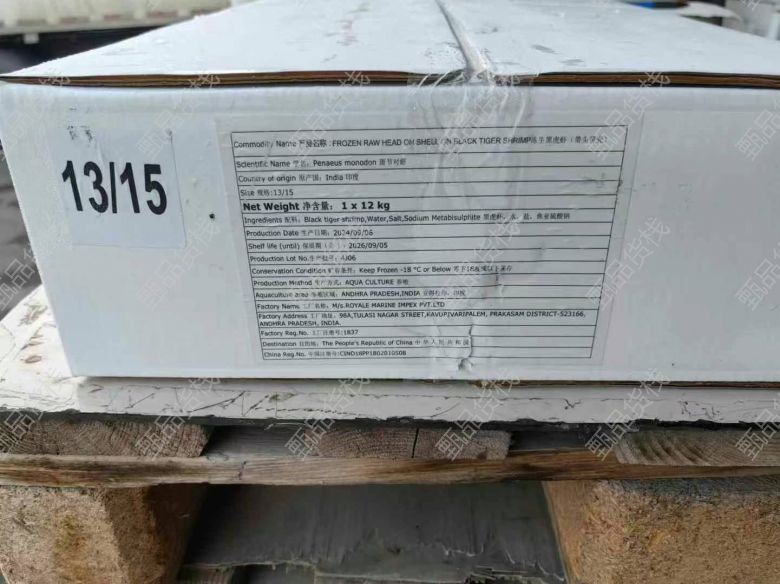 13/15
Commodity Name 产品名称: FROZEN RAW HEAD ON SHELL ON BLACK TIGER SHRIMP冻生黑虎虾（带头带壳）
Scientific Name 学名: Penaeus monodon 斑节对虾
Country of origin 原产国: India 印度
Size 规格:13/15
Net Weight 净含量: 1 x 12 kg
Ingredients 配料: Black tiger shrimp,Water,Salt,Sodium Metabisulphite 黑虎虾，水，盐，焦亚硫酸钠
Production Date 生产日期: 2024/09/06
Shelf life (until) 保质期（至）: 2026/09/05
Production Lot No.生产批号: 4J06
Conservation Condition 贮存条件: Keep Frozen -18 °C or Below 零下18度或以下保存
Production Method 生产方式: AQUA CULTURE 养殖
Aquaculture area 养殖区域: ANDHRA PRADESH,INDIA 印度
Factory Name 工厂名称: M/s.ROYALE MARINE IMPEX PVT.LTD
Factory Address 工厂地址: 98A,TULASI NAGAR STREET,KAVUPJVARIPALEM, PRAKASAM DISTRICT-523166,
ANDHRA PRADESH, INDIA.
Factory Reg.No. 工厂注册号:1837
Destination 目的地: The People's Republic of China 中华人民共和国
China Reg.No. 中国注册号:CIND18PP1802010508
甄品货栈